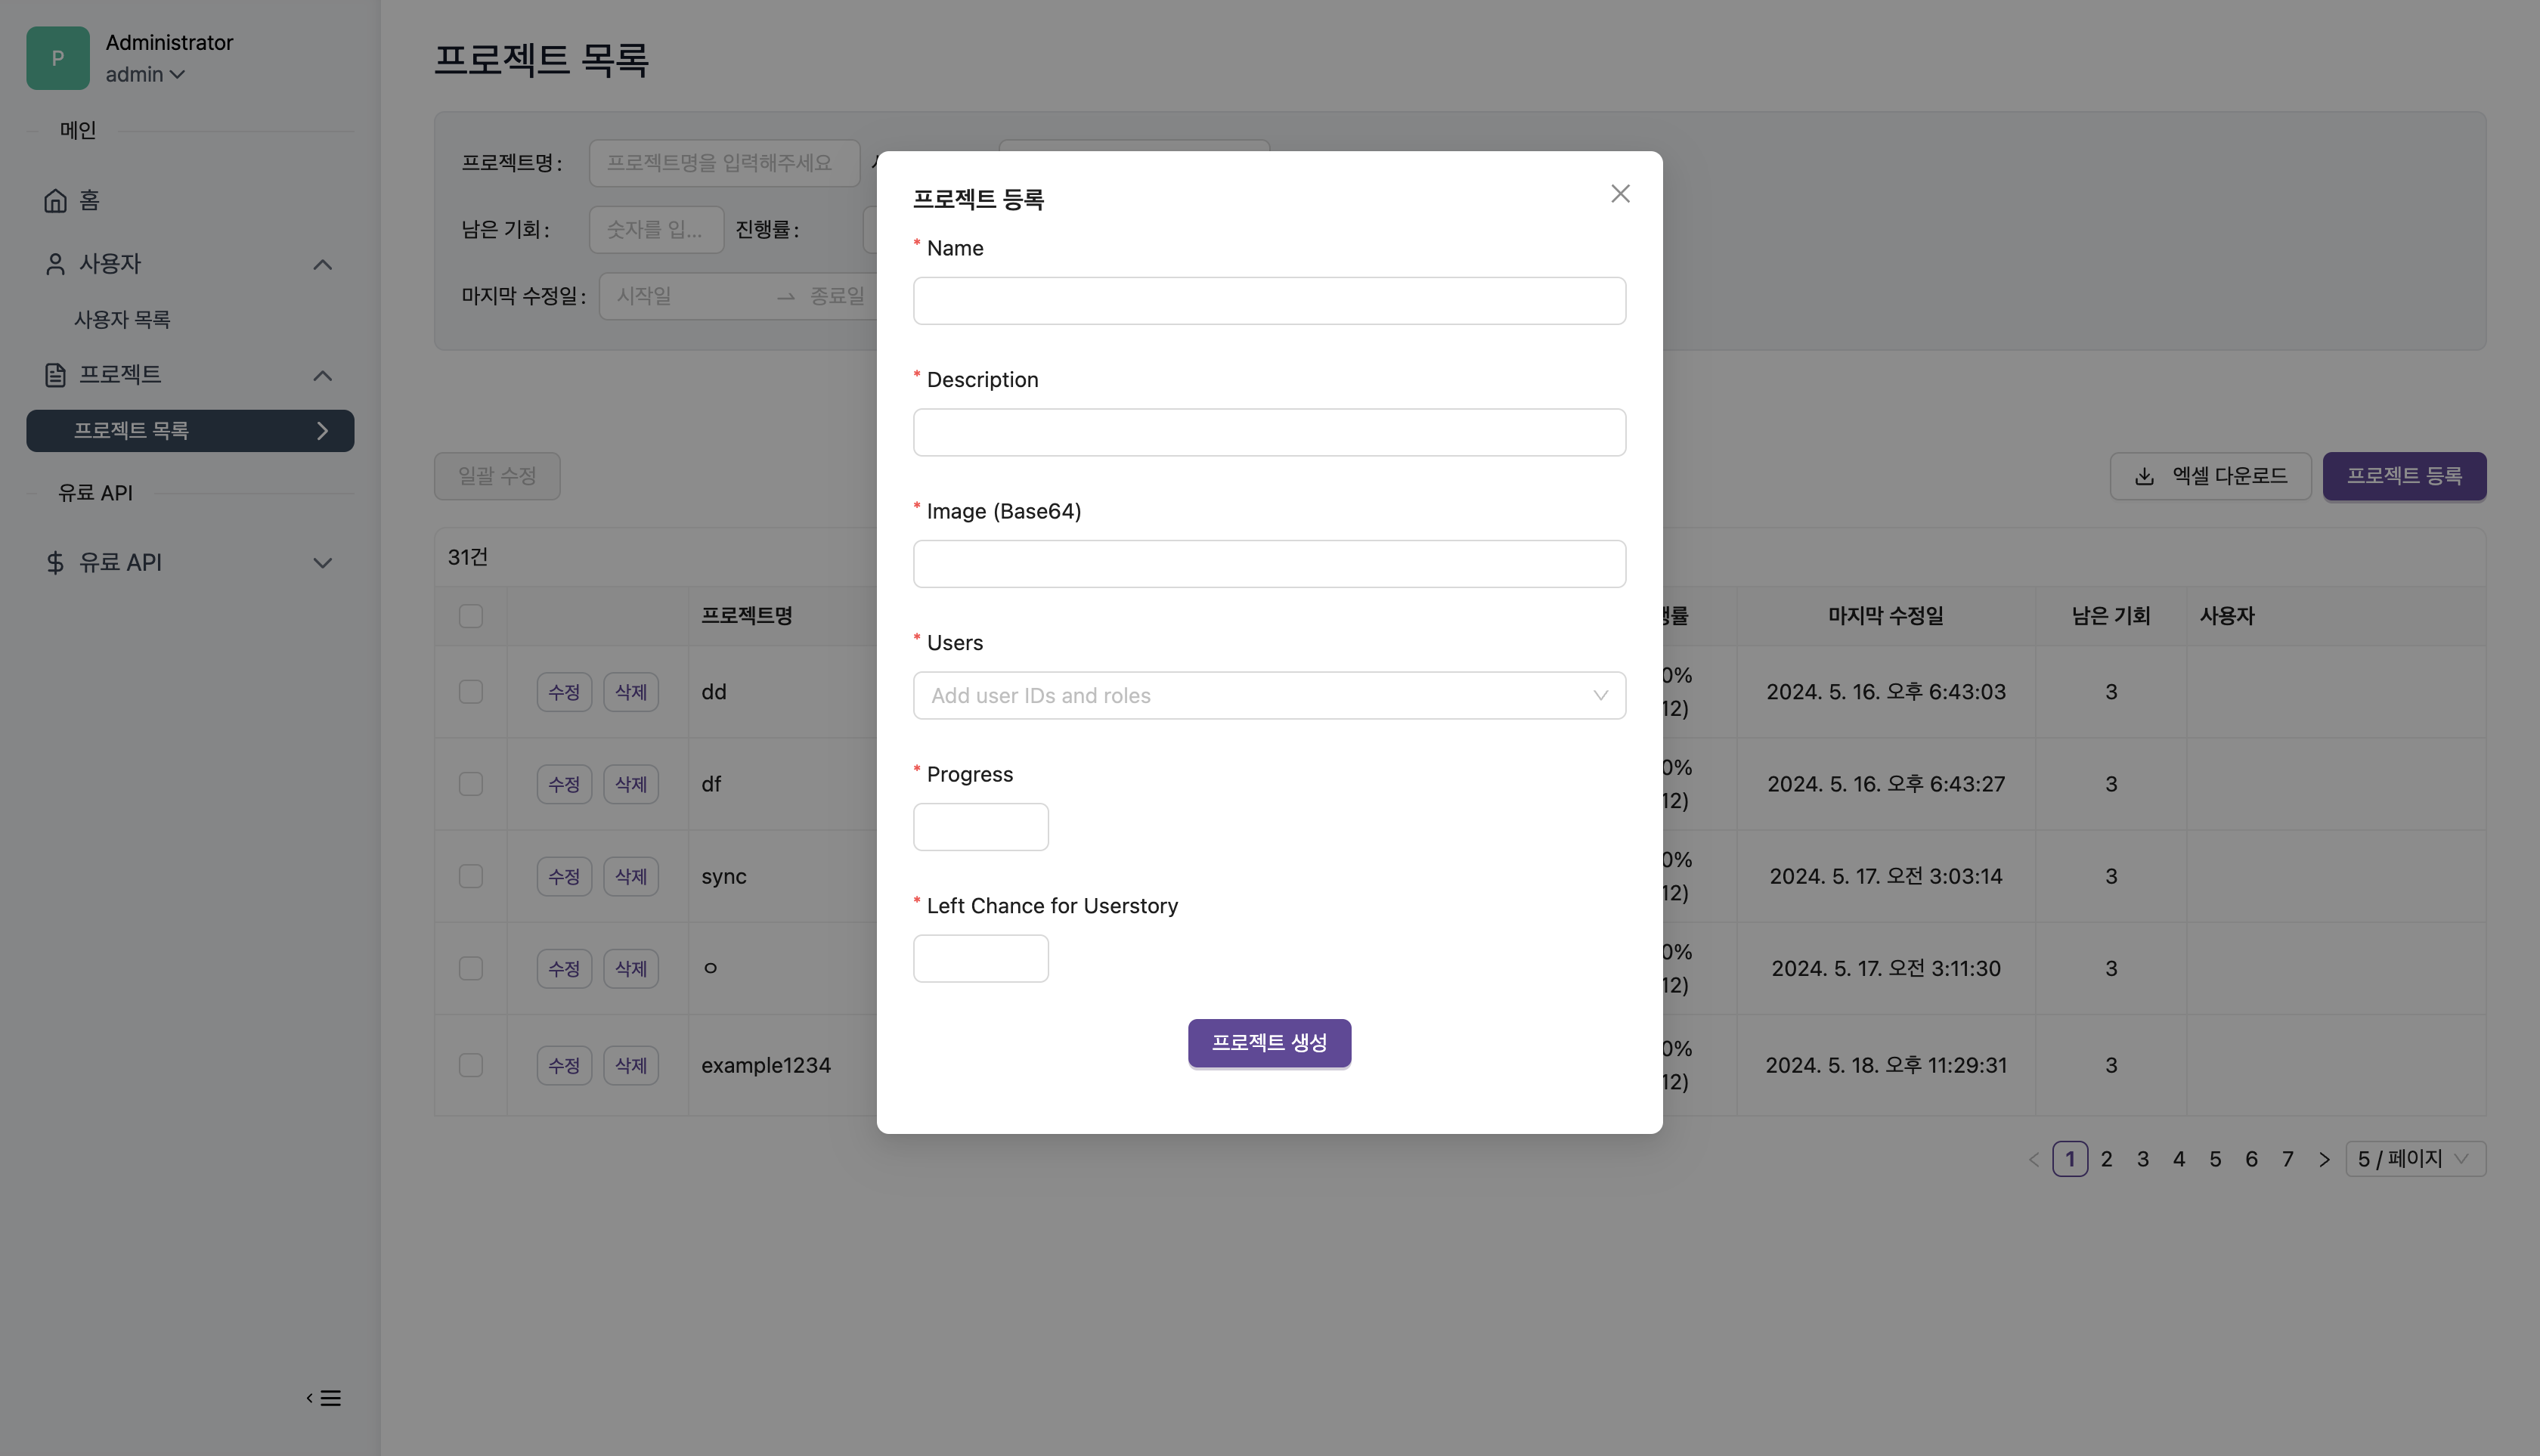 P
Administrator
admin
메인
홈
사용자
사용자 목록
프로젝트
프로젝트 목록
유료 API
유료 API
프로젝트 목록
프로젝트명:
프로젝트명을 입력해주세요
남은 기회:
숫자를 입...
진행률:
마지막 수정일:
시작일
종료일
일괄 수정
엑셀 다운로드
프로젝트 등록
31건
프로젝트명
마지막 수정일
남은 기회
사용자
수정 삭제 dd 0% 2024. 5. 16. 오후 6:43:03 3
12)
수정 삭제 df 0% 2024. 5. 16. 오후 6:43:27 3
12)
수정 삭제 sync 0% 2024. 5. 17. 오전 3:03:14 3
12)
수정 삭제 ㅇ 0% 2024. 5. 17. 오전 3:11:30 3
12)
수정 삭제 example1234 0% 2024. 5. 18. 오후 11:29:31 3
12)
1 2 3 4 5 6 7
5 / 페이지
프로젝트 등록
* Name
* Description
* Image (Base64)
* Users
Add user IDs and roles
* Progress
* Left Chance for Userstory
프로젝트 생성